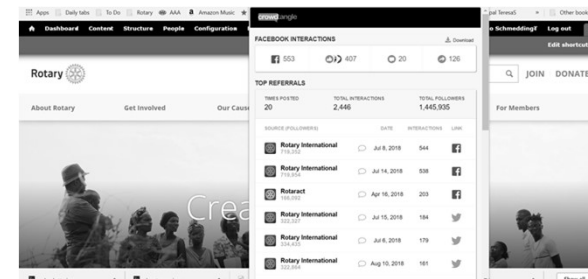 Apps Daily tabs To Do Rotary AAA Amazon Music
Other book
Dashboard Content Structure People Configuration
Log out
Edit shortcut
crowdtangle
FACEBOOK INTERACTIONS
Download
553 407 20 126
TOP REFERRALS
TIMES POSTED TOTAL INTERACTIONS TOTAL FOLLOWERS
20 2,446 1,445,935
SOURCE (FOLLOWERS) DATE INTERACTIONS LINK
Rotary International Jul 8, 2018 544
Rotary International Jul 14, 2018 538
Rotaract Apr 16, 2018 203
Rotary International Jul 15, 2018 184
Rotary International Jul 6, 2018 179
Rotary International Aug 10, 2018 161
Rotary
JOIN DONATE
About Rotary Get Involved Our Caus
For Members
Crea